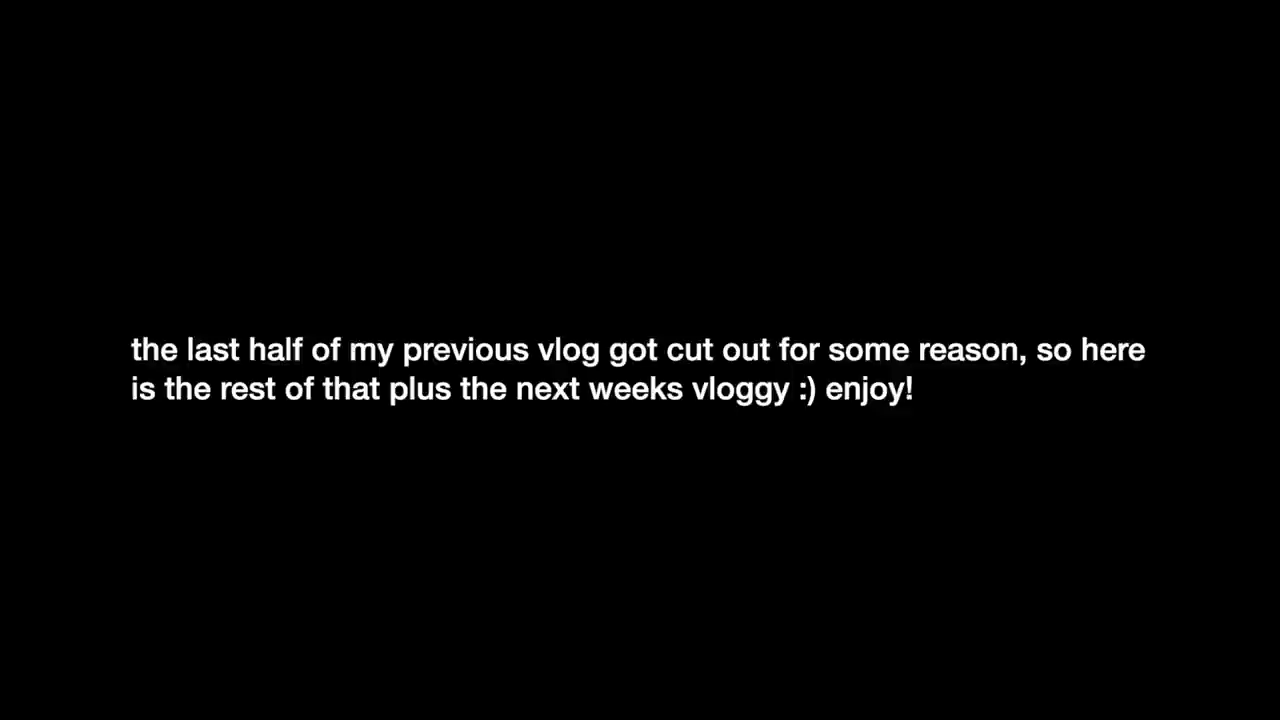 the last half of my previous vlog got cut out for some reason, so here
is the rest of that plus the next weeks vloggy :) enjoy!